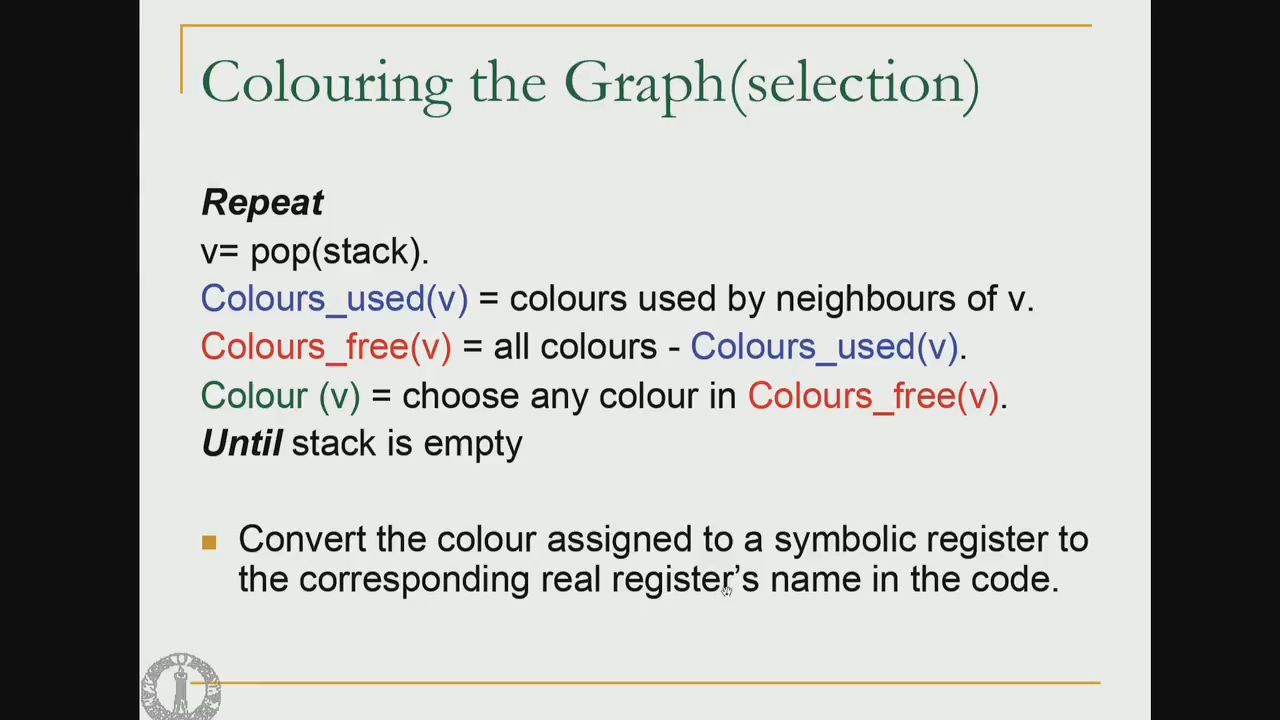 Colouring the Graph(selection)
Repeat
v= pop(stack).
Colours_used(v) = colours used by neighbours of v.
Colours_free(v) = all colours - Colours_used(v).
Colour (v) = choose any colour in Colours_free(v).
Until stack is empty
Convert the colour assigned to a symbolic register to
the corresponding real register's name in the code.